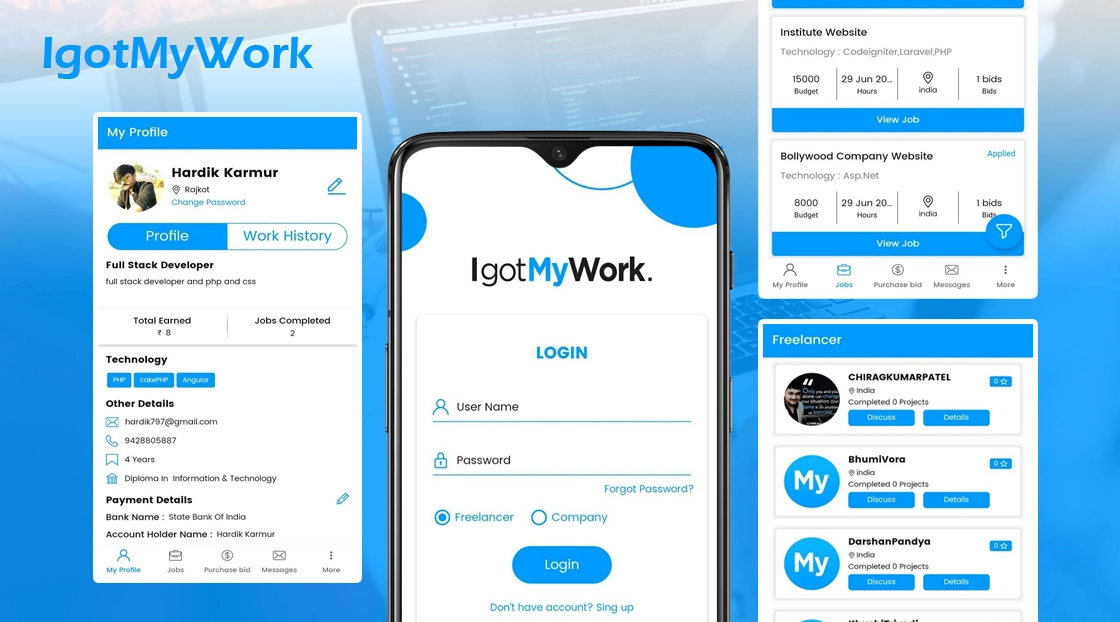 IgotMyWork
My Profile
Hardik Karmur
Rajkot
Change Password
Profile
Work History
Full Stack Developer
full stack developer and php and css
Total Earned
₹ 8
Jobs Completed
2
Technology
PHP
cakePHP
Angular
Other Details
hardik797@gmail.com
9428805887
4 Years
Diploma In Information & Technology
Payment Details
Bank Name : State Bank Of India
Account Holder Name : Hardik Karmur
My Profile
Jobs
Purchase bid
Messages
More
IgotMyWork.
LOGIN
User Name
Password
Forgot Password?
Freelancer
Company
Login
Don't have account? Sing up
Institute Website
Technology : Codeigniter,Laravel,PHP
15000
Budget
29 Jun 20...
Hours
india
1 bids
Bids
View Job
Bollywood Company Website
Applied
Technology : Asp.Net
8000
Budget
29 Jun 20...
Hours
india
1 bids
Bids
View Job
My Profile
Jobs
Purchase bid
Messages
More
Freelancer
CHIRAGKUMARPATEL
0
India
Completed 0 Projects
Discuss
Details
My
BhumiVora
0
india
Completed 0 Projects
Discuss
Details
My
DarshanPandya
0
India
Completed 0 Projects
Discuss
Details